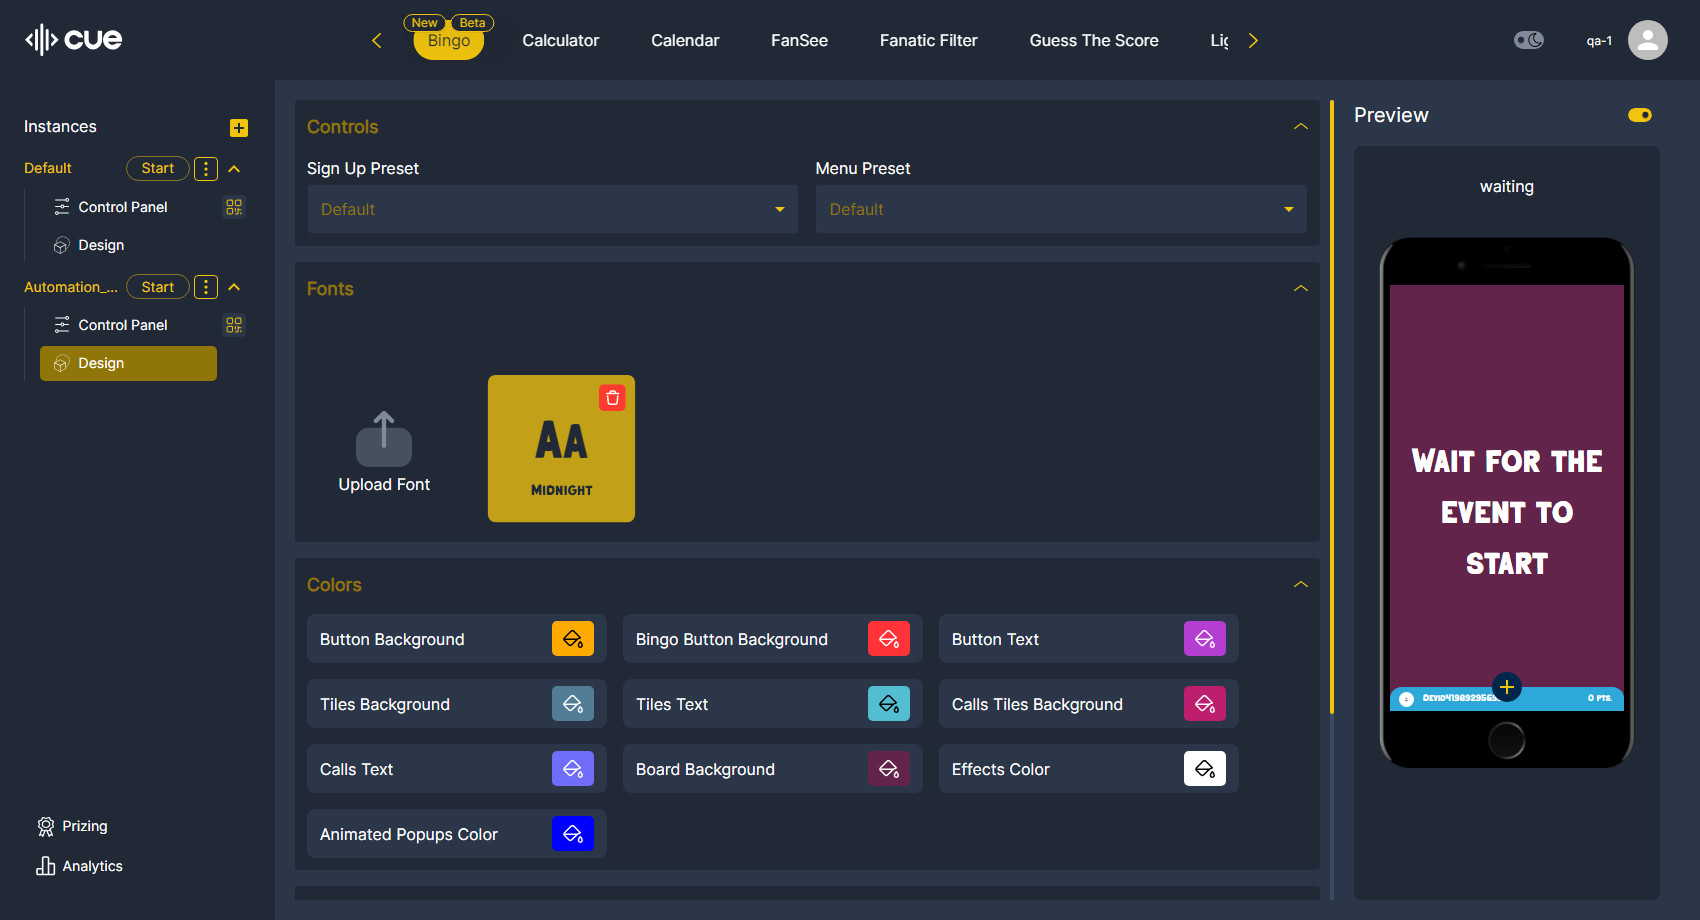 cue
New
Beta
Bingo
Calculator
Calendar
FanSee
Fanatic Filter
Guess The Score
qa-1
Instances
Default
Start
Control Panel
Design
Automation_...
Start
Control Panel
Design
Prizing
Analytics
Controls
Sign Up Preset
Menu Preset
Default
Default
Fonts
Upload Font
Aa
Midnight
Colors
Button Background
Bingo Button Background
Button Text
Tiles Background
Tiles Text
Calls Tiles Background
Calls Text
Board Background
Effects Color
Animated Popups Color
Preview
waiting
Wait for the
event to
start
0 pts.